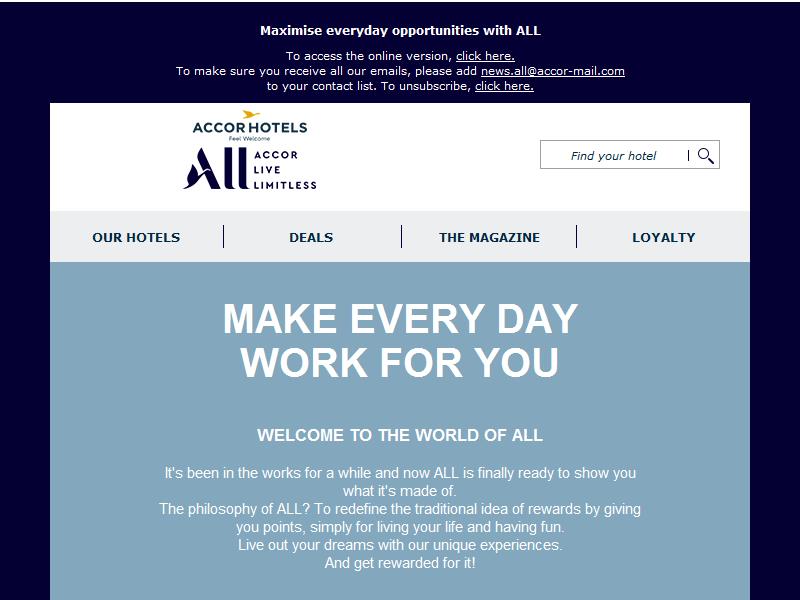 Maximise everyday opportunities with ALL
To access the online version, click here.
To make sure you receive all our emails, please add news.all@accor-mail.com
to your contact list. To unsubscribe, click here.
ACCORHOTELS
Feel Welcome
ALL ACCOR
LIVE
LIMITLESS
Find your hotel
OUR HOTELS
DEALS
THE MAGAZINE
LOYALTY
MAKE EVERY DAY
WORK FOR YOU
WELCOME TO THE WORLD OF ALL
It's been in the works for a while and now ALL is finally ready to show you
what it's made of.
The philosophy of ALL? To redefine the traditional idea of rewards by giving
you points, simply for living your life and having fun.
Live out your dreams with our unique experiences.
And get rewarded for it!